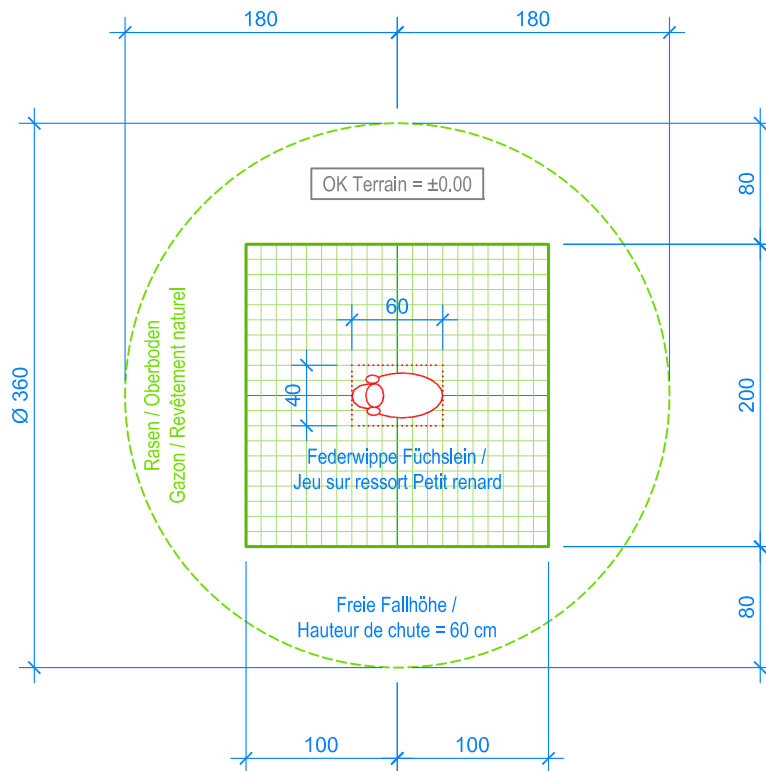 180
180
OK Terrain = ±0.00
80
60
Rasen / Oberboden
Gazon / Revêtement naturel
Ø 360
40
200
Federwippe Füchslein /
Jeu sur ressort Petit renard
80
Freie Fallhöhe /
Hauteur de chute = 60 cm
100
100